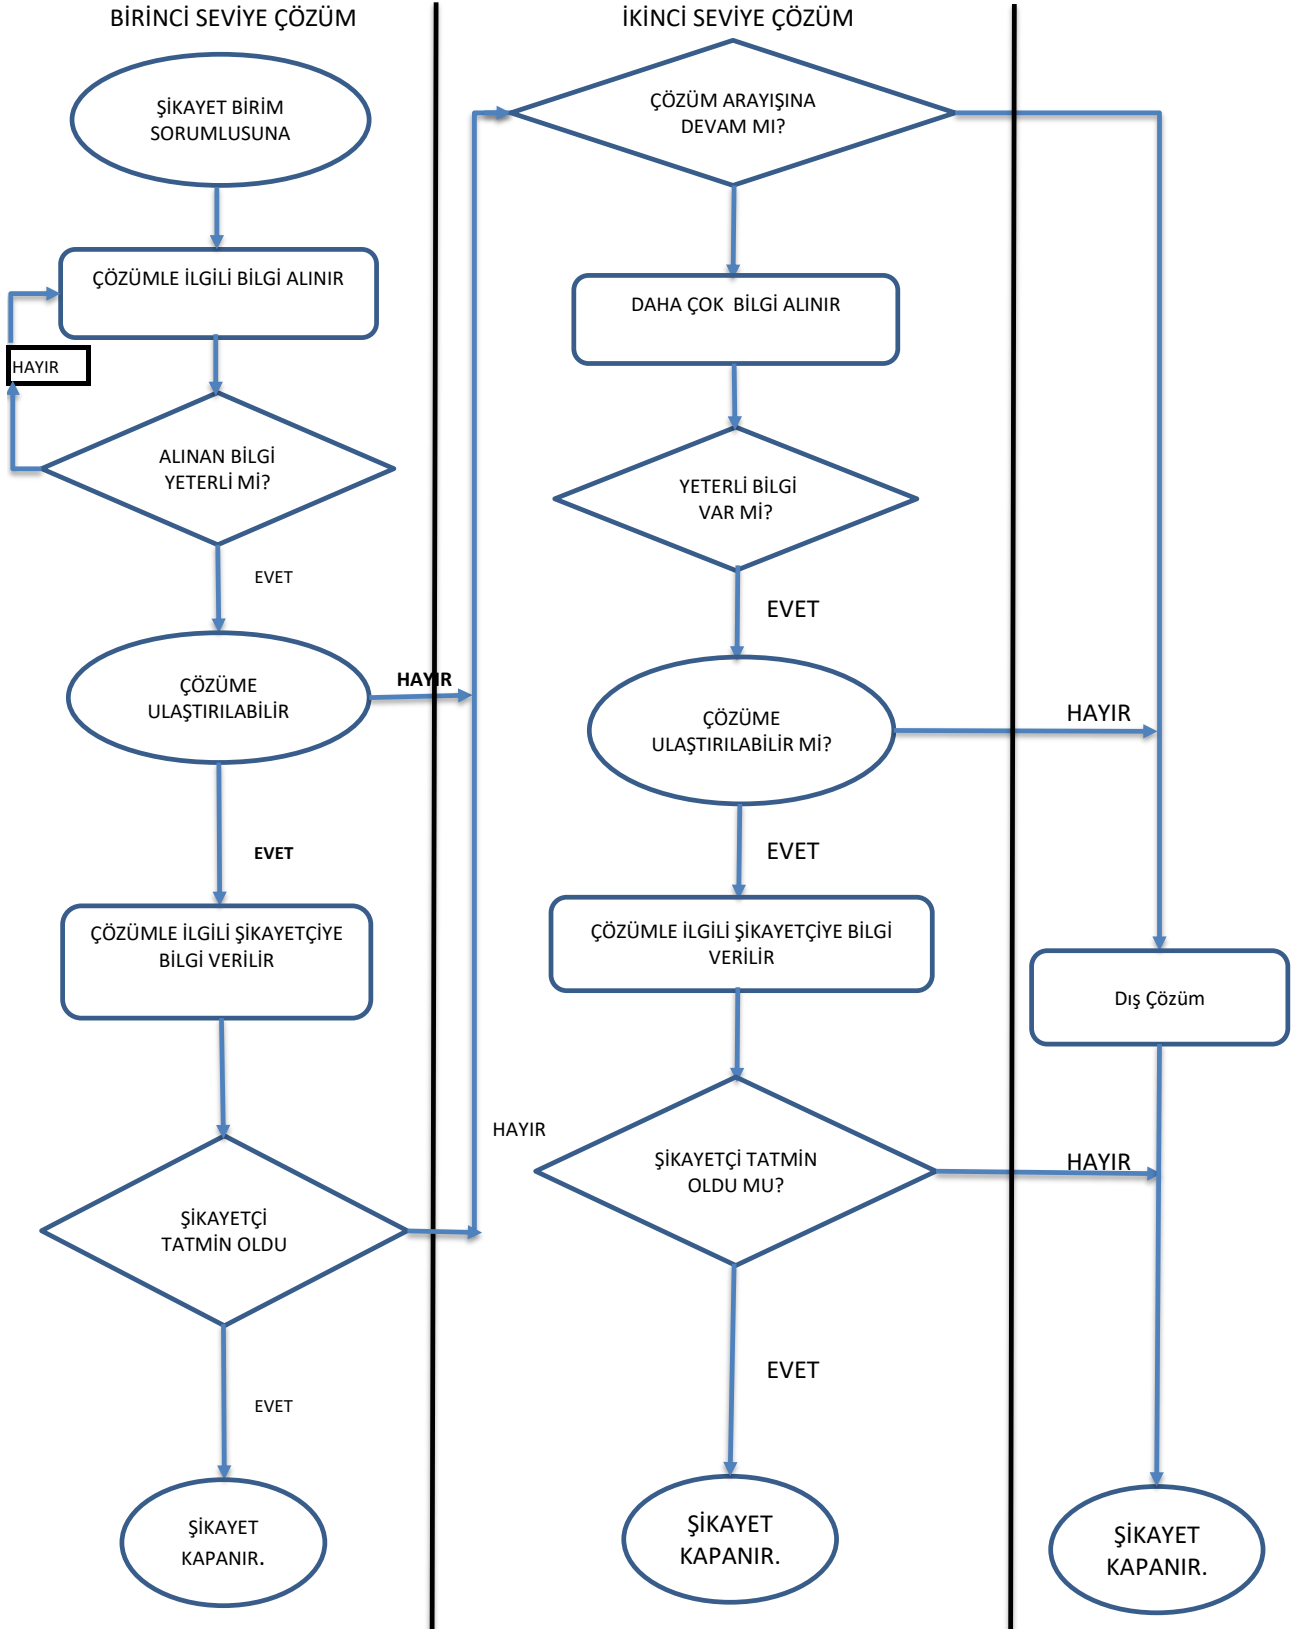 BİRİNCİ SEVİYE ÇÖZÜM
ŞİKAYET BİRİM
SORUMLUSUNA
ÇÖZÜMLE İLGİLİ BİLGİ ALINIR
HAYIR
ALINAN BİLGİ
YETERLİ Mİ?
EVET
ÇÖZÜME
ULAŞTIRILABİLİR
HAYIR
EVET
ÇÖZÜMLE İLGİLİ ŞİKAYETÇİYE
BİLGİ VERİLİR
ŞİKAYETÇİ
TATMİN OLDU
HAYIR
EVET
ŞİKAYET
KAPANIR.
İKİNCİ SEVİYE ÇÖZÜM
ÇÖZÜM ARAYIŞINA
DEVAM MI?
DAHA ÇOK  BİLGİ ALINIR
YETERLİ BİLGİ
VAR Mİ?
EVET
ÇÖZÜME
ULAŞTIRILABİLİR Mİ?
HAYIR
EVET
ÇÖZÜMLE İLGİLİ ŞİKAYETÇİYE BİLGİ
VERİLİR
Dış Çözüm
ŞİKAYETÇİ TATMİN
OLDU MU?
HAYIR
EVET
ŞİKAYET
KAPANIR.
ŞİKAYET
KAPANIR.